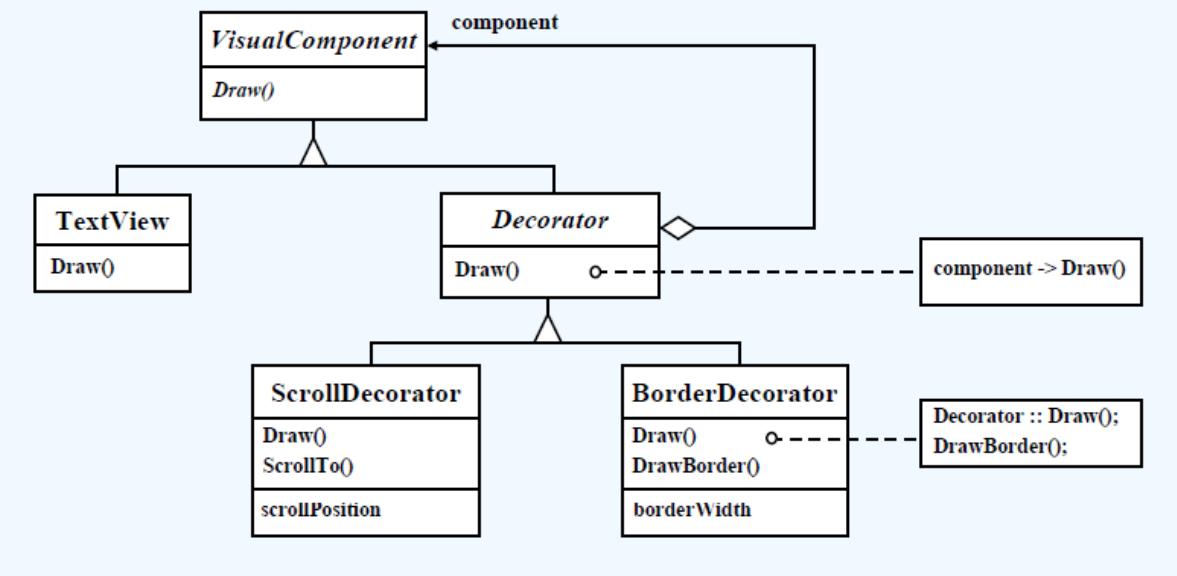 component
VisualComponent
Draw()
TextView
Draw()
Decorator
Draw()
component -> Draw()
ScrollDecorator
Draw()
ScrollTo()
scrollPosition
BorderDecorator
Draw()
DrawBorder()
borderWidth
Decorator :: Draw();
DrawBorder();